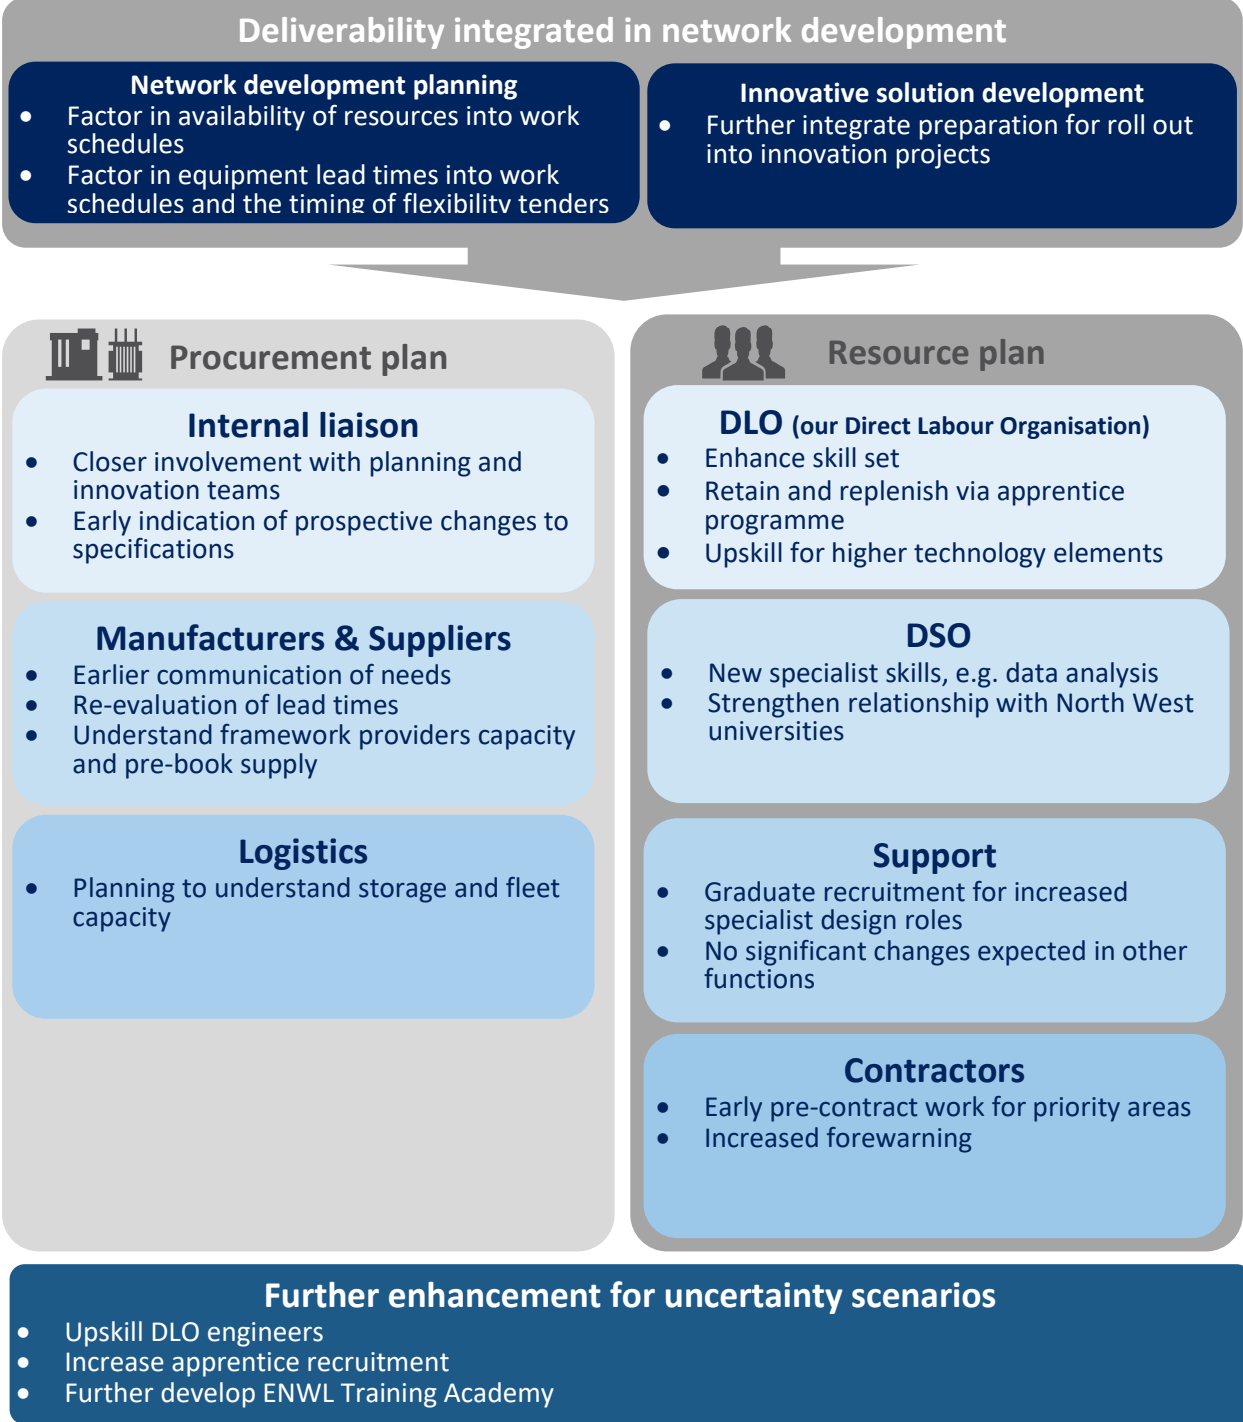 Deliverability integrated in network development
Network development planning
• Factor in availability of resources into work
schedules
• Factor in equipment lead times into work
schedules and the timing of flexibility tenders
Innovative solution development
• Further integrate preparation for roll out
into innovation projects
Procurement plan
Internal liaison
• Closer involvement with planning and
innovation teams
• Early indication of prospective changes to
specifications
Manufacturers & Suppliers
• Earlier communication of needs
• Re-evaluation of lead times
• Understand framework providers capacity
and pre-book supply
Logistics
• Planning to understand storage and fleet
capacity
Resource plan
DLO (our Direct Labour Organisation)
• Enhance skill set
• Retain and replenish via apprentice
programme
• Upskill for higher technology elements
DSO
• New specialist skills, e.g. data analysis
• Strengthen relationship with North West
universities
Support
• Graduate recruitment for increased
specialist design roles
• No significant changes expected in other
functions
Contractors
• Early pre-contract work for priority areas
• Increased forewarning
Further enhancement for uncertainty scenarios
• Upskill DLO engineers
• Increase apprentice recruitment
• Further develop ENWL Training Academy